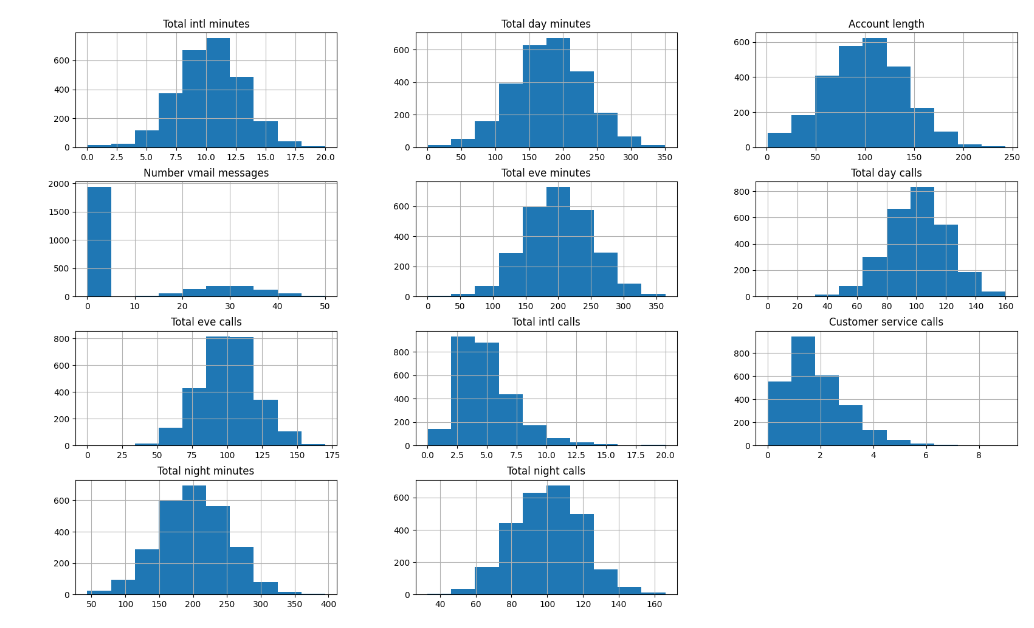 Total intl minutes
600
400
200
0
0.0 2.5 5.0 7.5 10.0 12.5 15.0 17.5 20.0
Total day minutes
600
400
200
0
0 50 100 150 200 250 300 350
Account length
600
400
200
0
0 50 100 150 200 250
Number vmail messages
2000
1500
1000
500
0
0 10 20 30 40 50
Total eve minutes
600
400
200
0
0 50 100 150 200 250 300 350
Total day calls
800
600
400
200
0
0 20 40 60 80 100 120 140 160
Total eve calls
800
600
400
200
0
0 25 50 75 100 125 150 175
Total intl calls
800
600
400
200
0
0.0 2.5 5.0 7.5 10.0 12.5 15.0 17.5 20.0
Customer service calls
800
600
400
200
0
0 2 4 6 8
Total night minutes
600
400
200
0
50 100 150 200 250 300 350 400
Total night calls
600
400
200
0
40 60 80 100 120 140 160